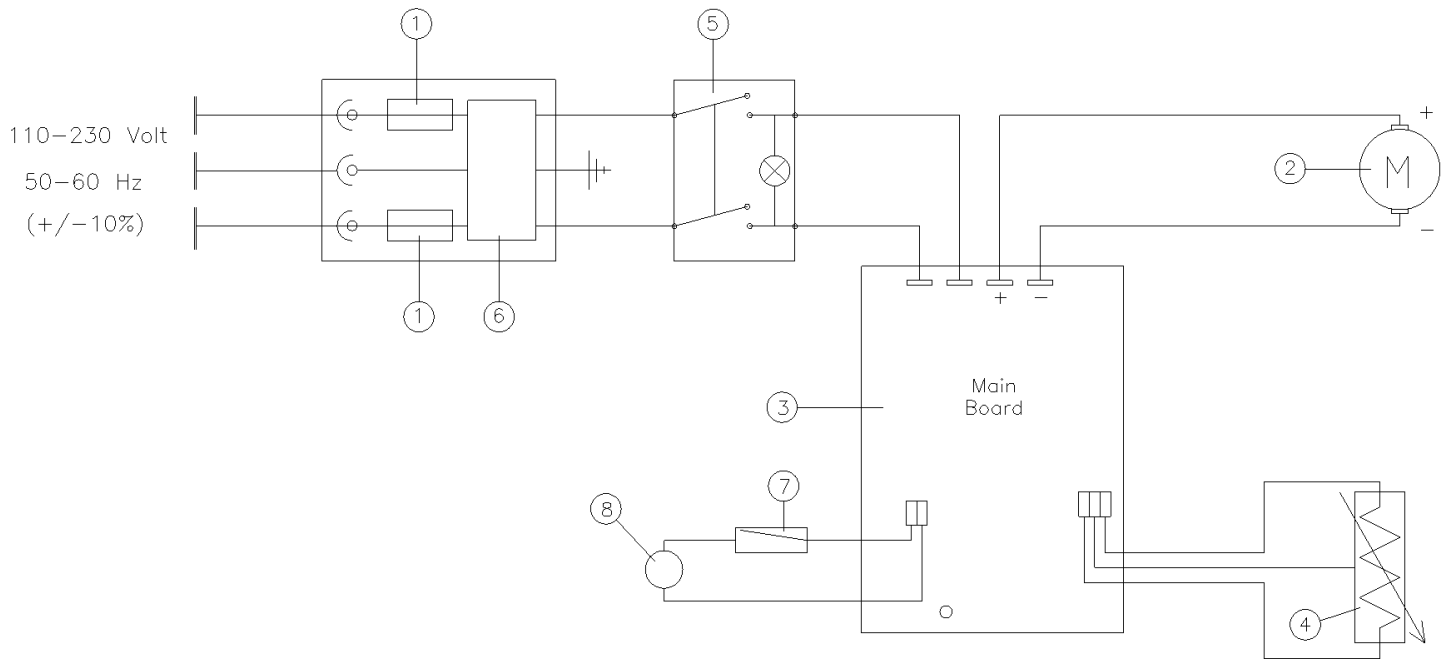 1
5
110-230 Volt
50-60 Hz
(+/-10%)
+
2
M
-
1
6
+ -
Main
Board
3
7
8
4